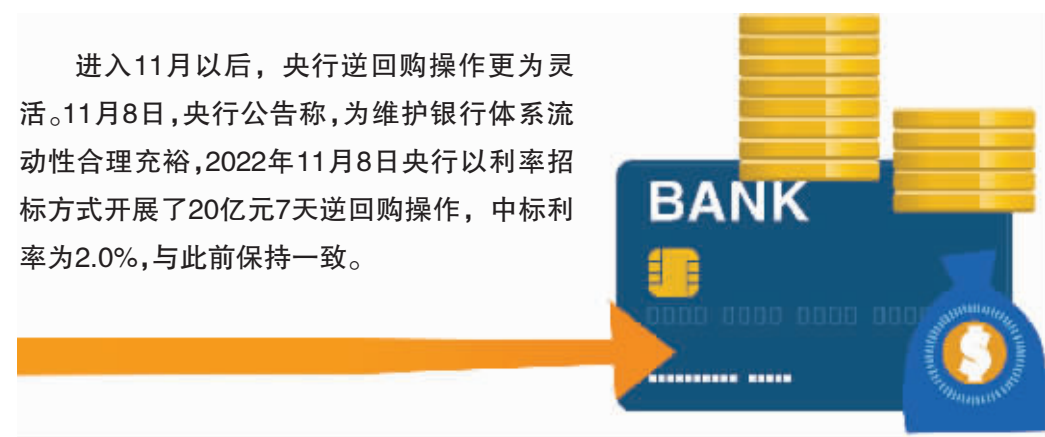 进入11月以后，央行逆回购操作更为灵
活。11月8日，央行公告称，为维护银行体系流
动性合理充裕，2022年11月8日央行以利率招
标方式开展了20亿元7天逆回购操作，中标利
率为2.0%，与此前保持一致。
BANK
$